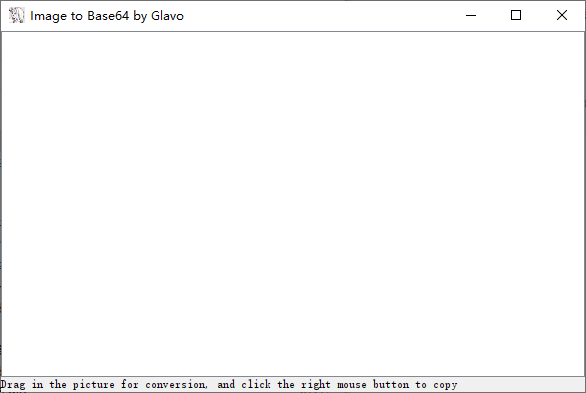 Image to Base64 by Glavo
Drag in the picture for conversion, and click the right mouse button to copy